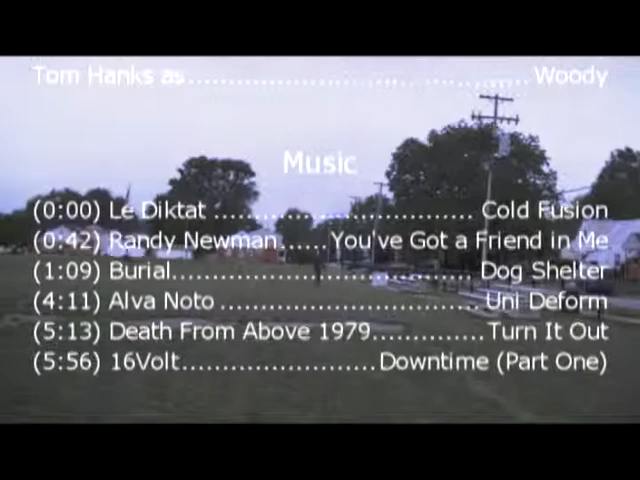 Tom Hanks as................................................Woody
Music
(0:00) Le Diktat .................................. Cold Fusion
(0:42) Randy Newman......You've Got a Friend in Me
(1:09) Burial.......................................Dog Shelter
(4:11) Alva Noto ..................................Uni Deform
(5:13) Death From Above 1979...............Turn It Out
(5:56) 16Volt.......................Downtime (Part One)